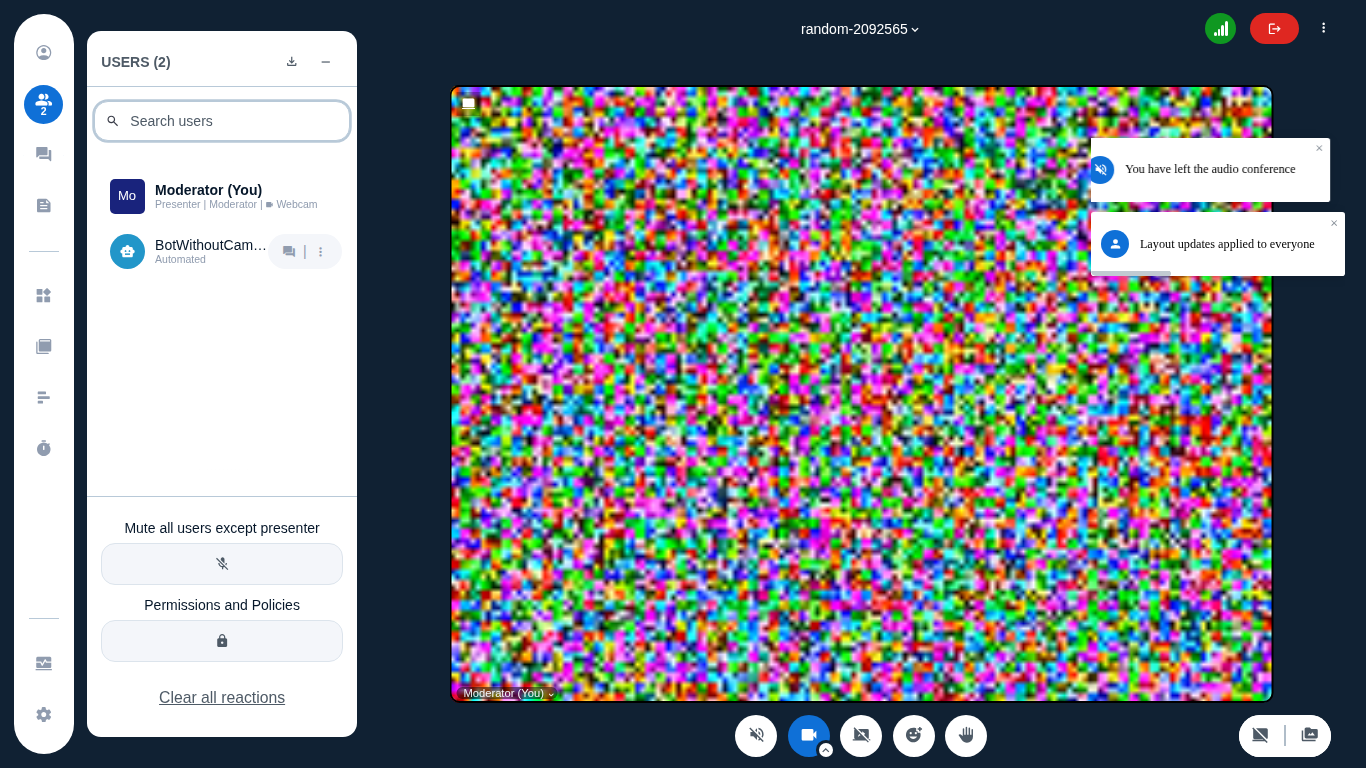 random-2092565
USERS (2)
2
Search users
Mo
Moderator (You)
Presenter | Moderator | Webcam
BotWithoutCam…
Automated
You have left the audio conference
Layout updates applied to everyone
Mute all users except presenter
Permissions and Policies
Clear all reactions
Moderator (You)